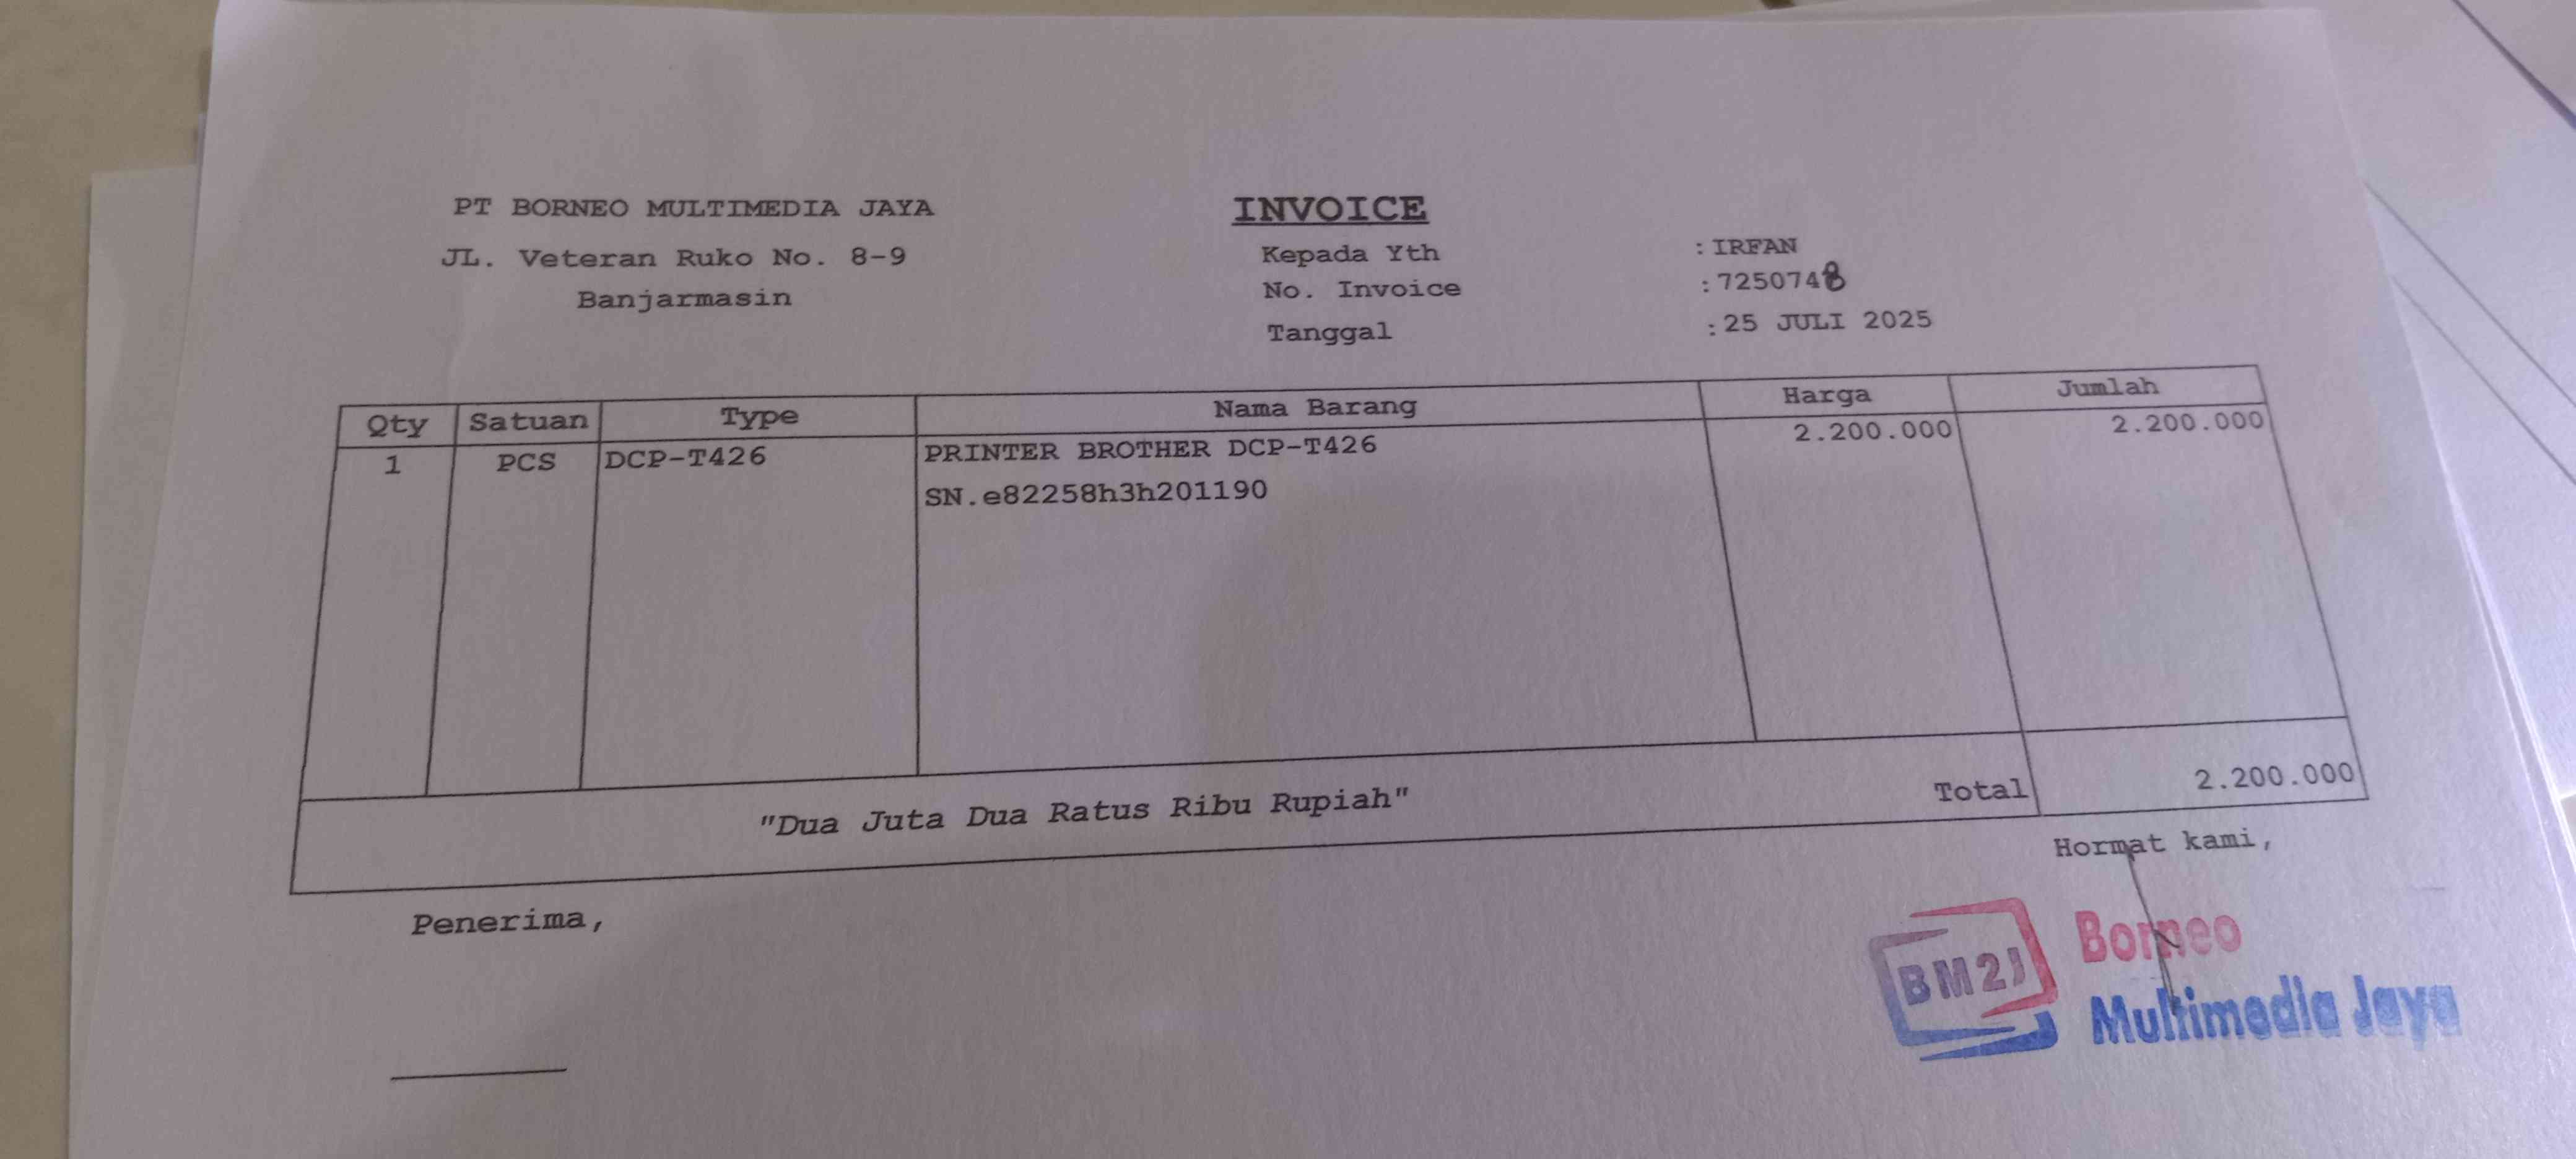 PT BORNEO MULTIMEDIA JAYA
JL. Veteran Ruko No. 8-9
Banjarmasin
INVOICE
Kepada Yth : IRFAN
No. Invoice : 7250748
Tanggal : 25 JULI 2025
Qty Satuan Type Nama Barang Harga Jumlah
1 PCS DCP-T426 PRINTER BROTHER DCP-T426 2.200.000 2.200.000
SN.e82258h3h201190
"Dua Juta Dua Ratus Ribu Rupiah" Total 2.200.000
Penerima,
Hormat kami,
BM2J
Borneo
Multimedia Jaya